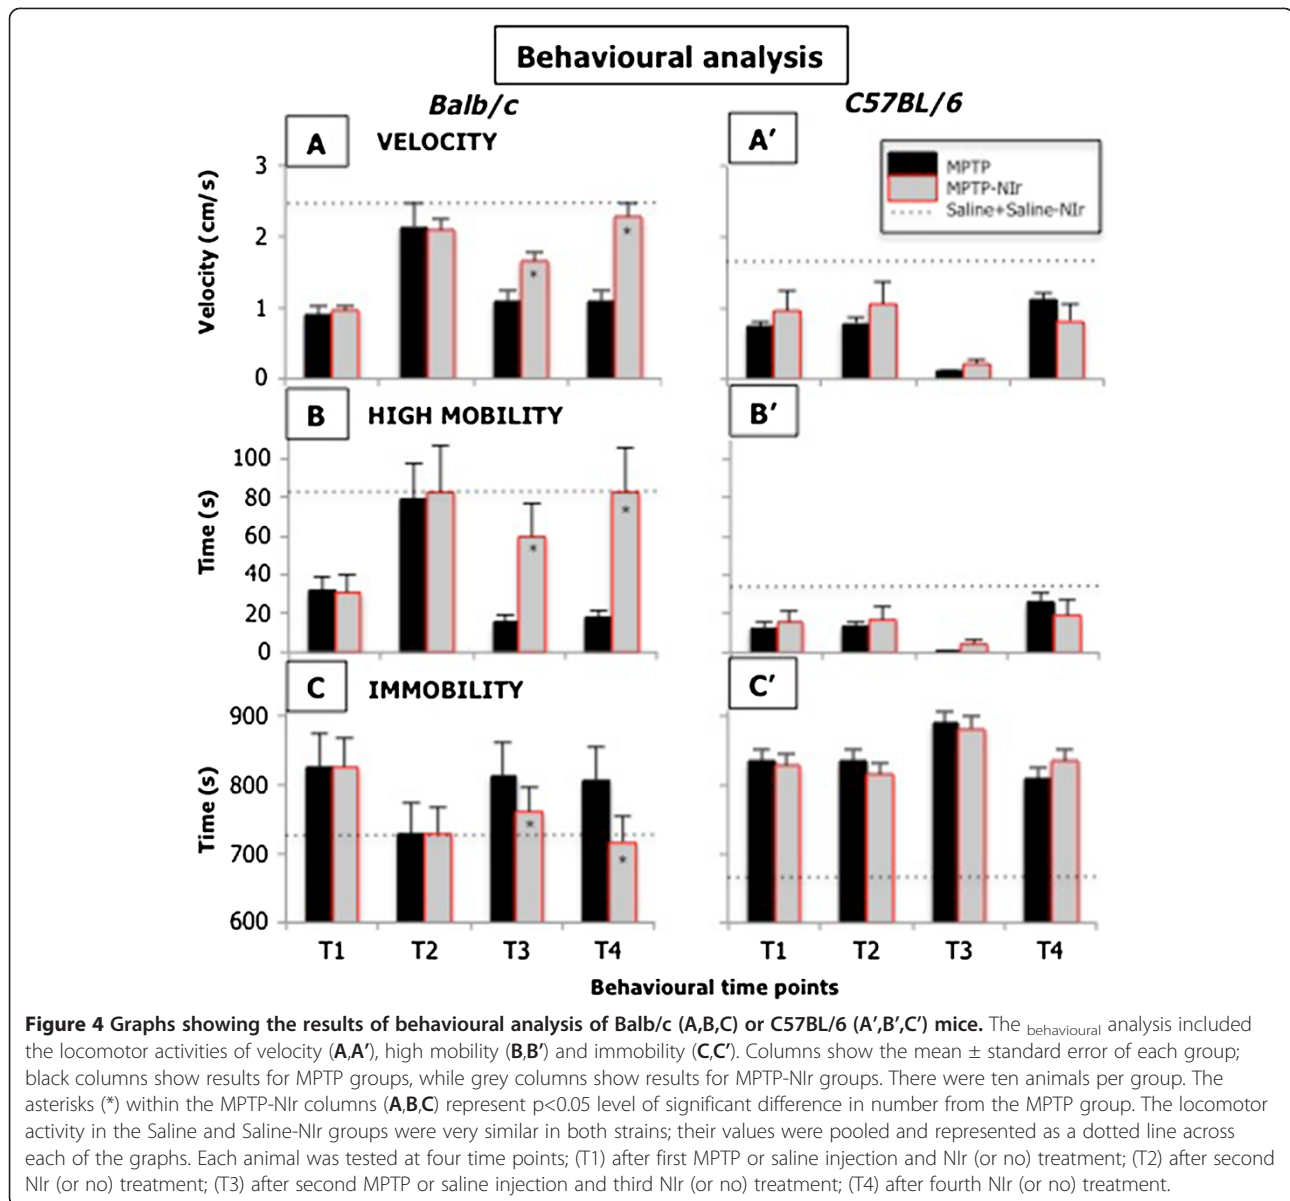 Behavioural analysis
Balb/c
C57BL/6
A
VELOCITY
A′
MPTP
MPTP-NIr
Saline+Saline-NIr
Velocity (cm/s)
3
2
1
0
*
*
B
HIGH MOBILITY
B′
Time (s)
100
80
60
40
20
0
*
*
C
IMMOBILITY
C′
Time (s)
900
800
700
600
*
*
T1 T2 T3 T4
T1 T2 T3 T4
Behavioural time points
Figure 4 Graphs showing the results of behavioural analysis of Balb/c (A,B,C) or C57BL/6 (A′,B′,C′) mice. The behavioural analysis included
the locomotor activities of velocity (A,A′), high mobility (B,B′) and immobility (C,C′). Columns show the mean ± standard error of each group;
black columns show results for MPTP groups, while grey columns show results for MPTP-NIr groups. There were ten animals per group. The
asterisks (*) within the MPTP-NIr columns (A,B,C) represent p<0.05 level of significant difference in number from the MPTP group. The locomotor
activity in the Saline and Saline-NIr groups were very similar in both strains; their values were pooled and represented as a dotted line across
each of the graphs. Each animal was tested at four time points; (T1) after first MPTP or saline injection and NIr (or no) treatment; (T2) after second
NIr (or no) treatment; (T3) after second MPTP or saline injection and third NIr (or no) treatment; (T4) after fourth NIr (or no) treatment.